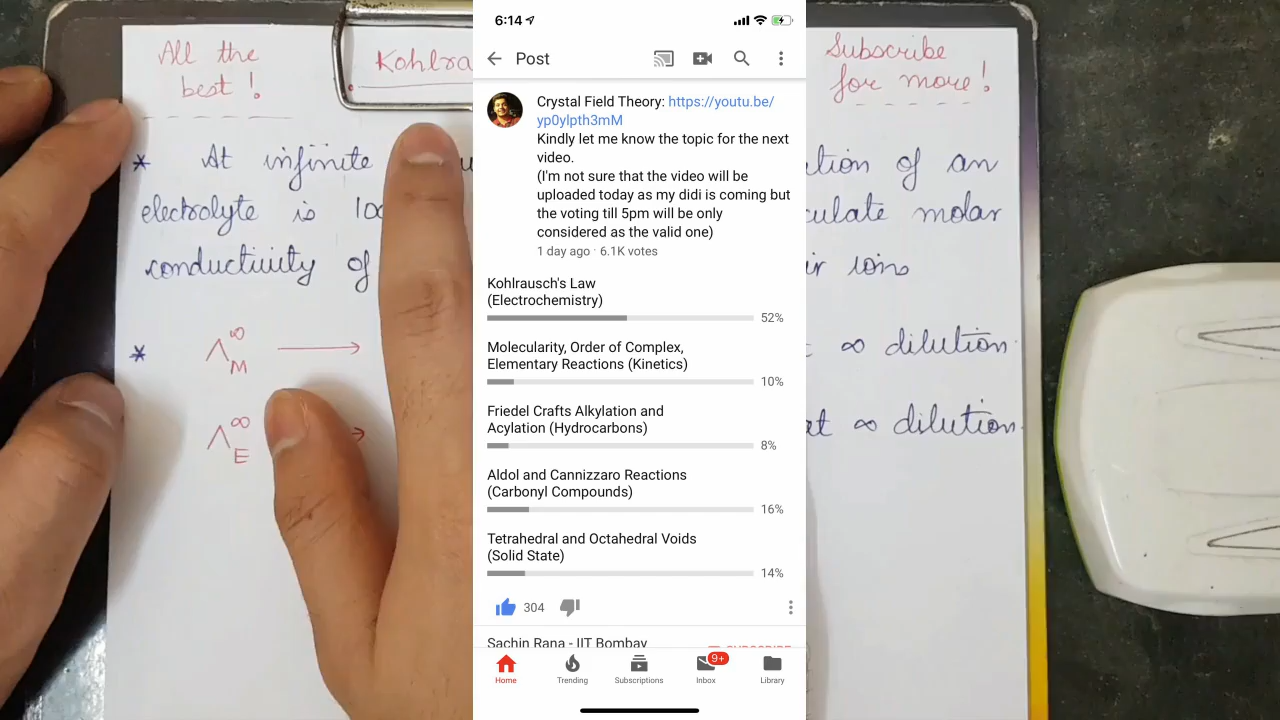 All the
best !
Kohlra
Subscribe
for more!
* At infinite
tion of an
electrolyte is 100
culate molar
conductivity of
ir ions
* Λ∞M →
∞ dilution
Λ∞E →
at ∞ dilution.
6:14
Post
Crystal Field Theory: https://youtu.be/
yp0ylpth3mM
Kindly let me know the topic for the next
video.
(I'm not sure that the video will be
uploaded today as my didi is coming but
the voting till 5pm will be only
considered as the valid one)
1 day ago · 6.1K votes
Kohlrausch's Law
(Electrochemistry)
52%
Molecularity, Order of Complex,
Elementary Reactions (Kinetics)
10%
Friedel Crafts Alkylation and
Acylation (Hydrocarbons)
8%
Aldol and Cannizzaro Reactions
(Carbonyl Compounds)
16%
Tetrahedral and Octahedral Voids
(Solid State)
14%
304
Sachin Rana - IIT Bombay
9+
Home
Trending
Subscriptions
Inbox
Library